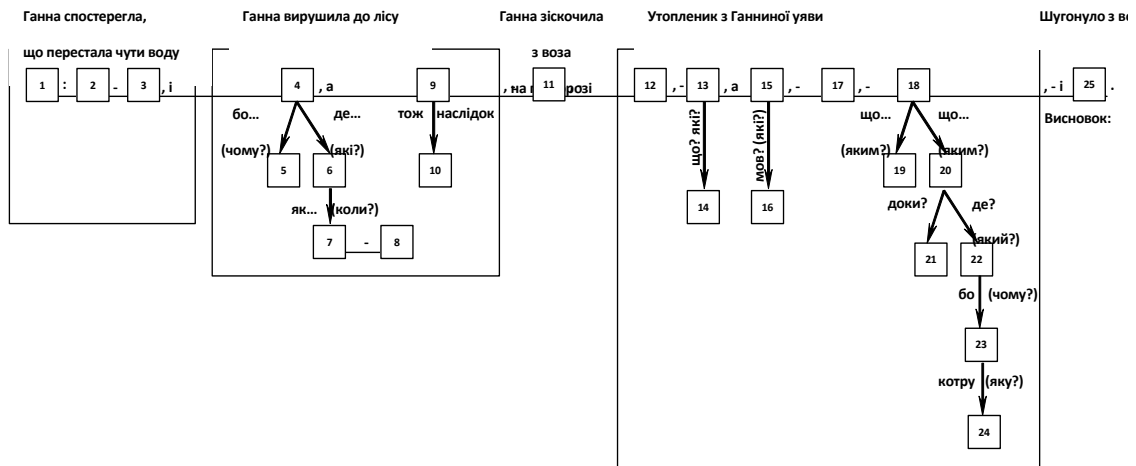 Ганна спостерегла,
що перестала чути воду
Ганна вирушила до лісу
Ганна зіскочила
з воза
Утопленик з Ганниної уяви
Шугонуло з
1 : 2 - 3 , і 4 , а 9 , на 11 розі 12 , - 13 , а 15 , - 17 , - 18 , - і 25 .
бо... де... тож наслідок що... що... Висновок:
(чому?) (які?) що? які? мов? (які?) (яким?) (яким?)
5 6 10 19 20
14 16
як... (коли?) доки? де?
7 - 8 (який?)
21 22
бо (чому?)
23
котру (яку?)
24